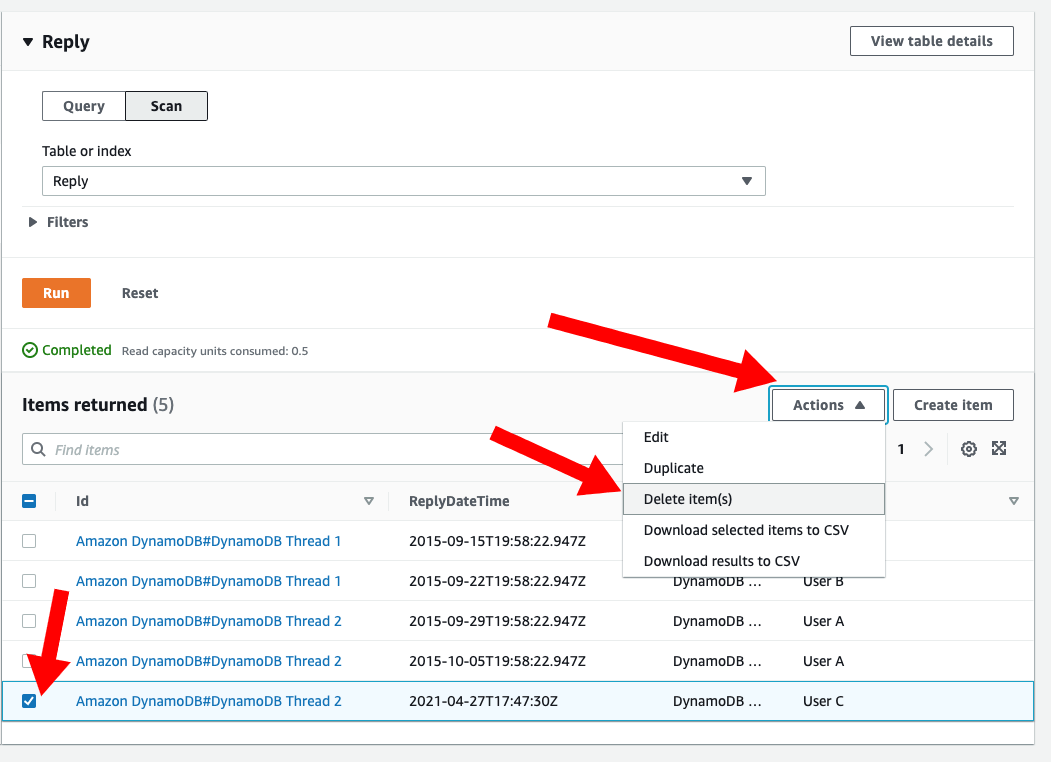 Reply
View table details
Query
Scan
Table or index
Reply
Filters
Run
Reset
Completed Read capacity units consumed: 0.5
Items returned (5)
Actions
Create item
Find items
1
Edit
Duplicate
Delete item(s)
Download selected items to CSV
Download results to CSV
Id ReplyDateTime
Amazon DynamoDB#DynamoDB Thread 1 2015-09-15T19:58:22.947Z
Amazon DynamoDB#DynamoDB Thread 1 2015-09-22T19:58:22.947Z DynamoDB ... User B
Amazon DynamoDB#DynamoDB Thread 2 2015-09-29T19:58:22.947Z DynamoDB ... User A
Amazon DynamoDB#DynamoDB Thread 2 2015-10-05T19:58:22.947Z DynamoDB ... User A
Amazon DynamoDB#DynamoDB Thread 2 2021-04-27T17:47:30Z DynamoDB ... User C